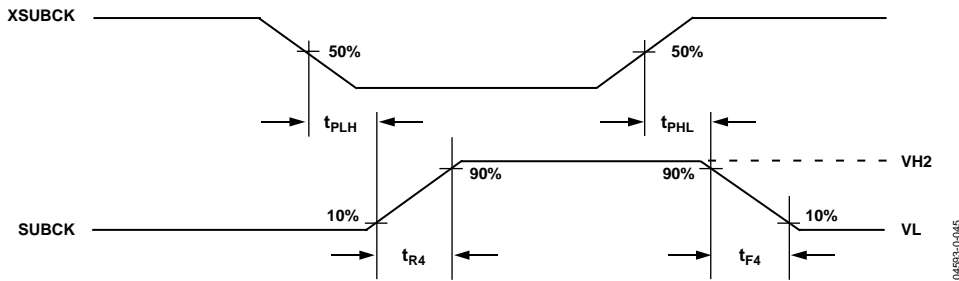 XSUBCK
50%
50%
tPLH
tPHL
VH2
90%
90%
10%
10%
SUBCK
VL
tR4
tF4
04593-0-045